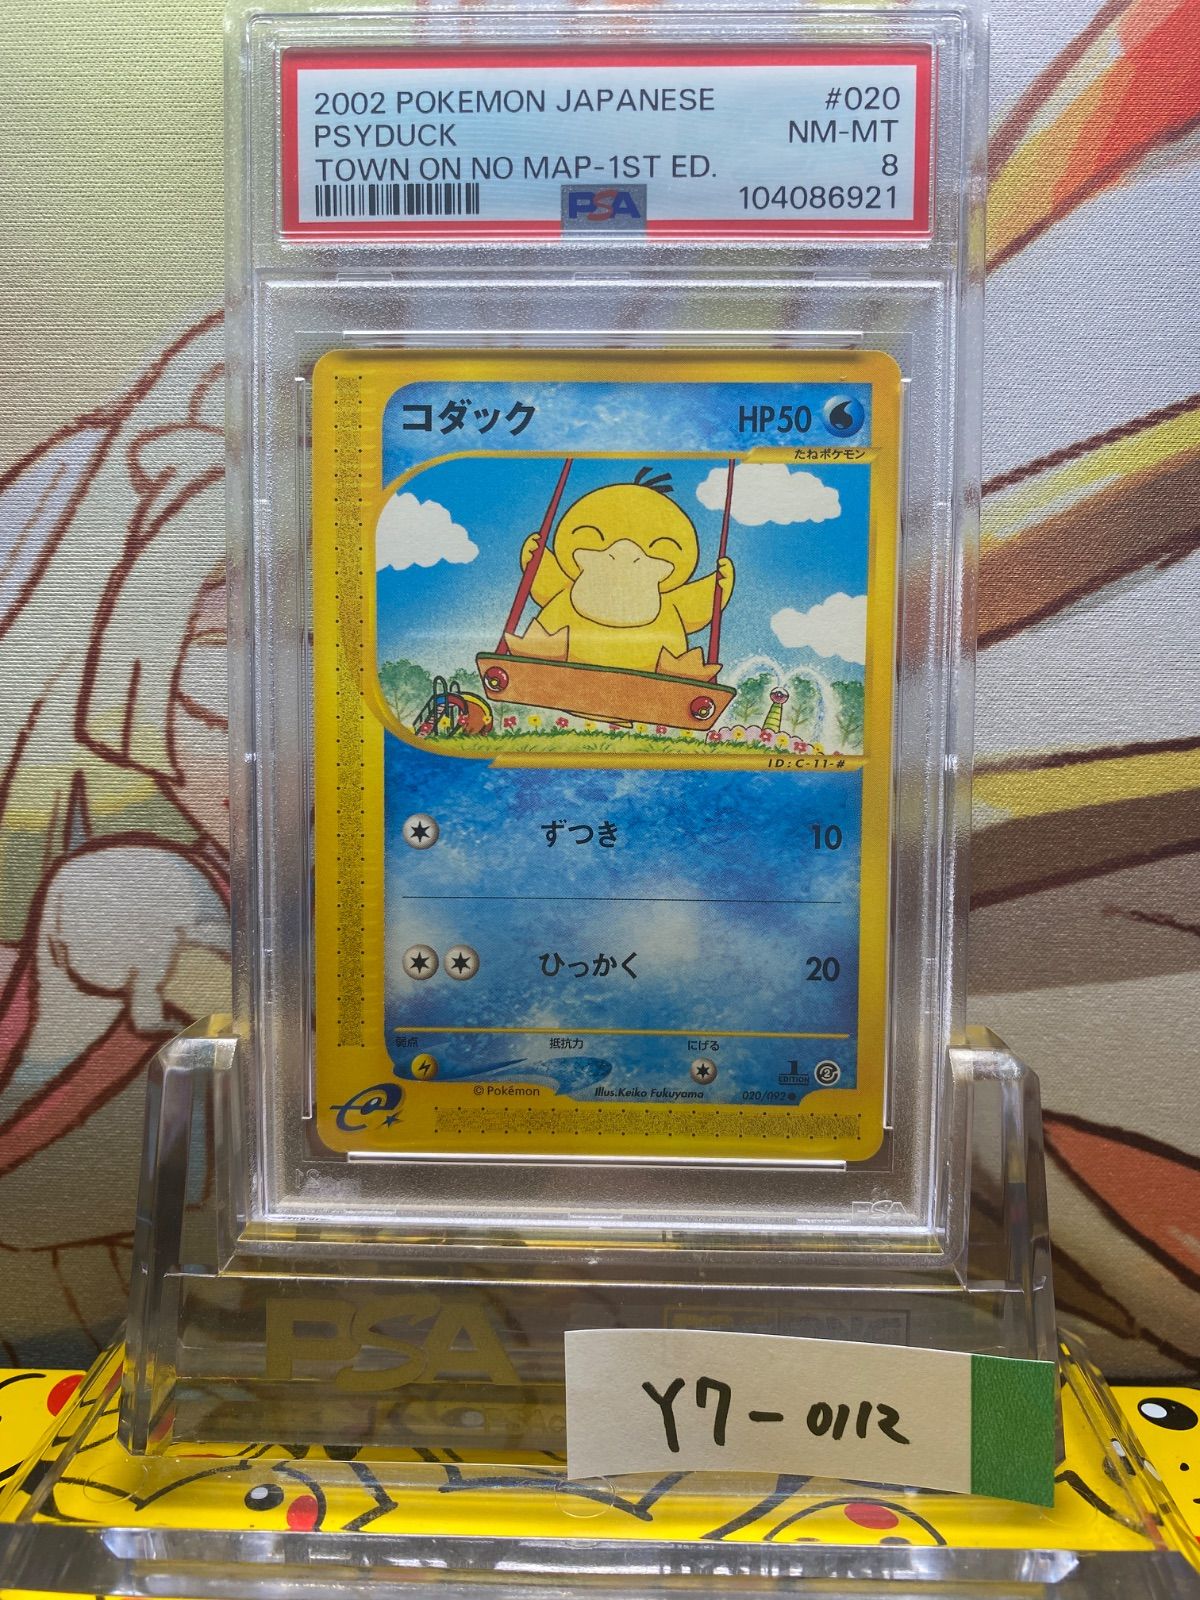 2002 POKEMON JAPANESE #020
PSYDUCK NM-MT
TOWN ON NO MAP-1ST ED. 8
PSA 104086921
コダック HP50
たねポケモン
ID:C-11-#
ずつき 10
ひっかく 20
弱点 抵抗力 にげる
1 EDITION
© Pokémon Illus.Keiko Fukuyama 020/092
e
PSA
PSA
Y7-0112